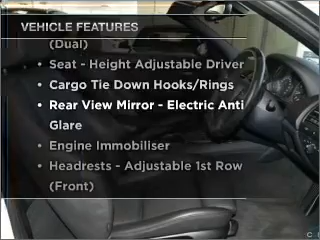 VEHICLE FEATURES
(Dual)
• Seat - Height Adjustable Driver
• Cargo Tie Down Hooks/Rings
• Rear View Mirror - Electric Anti
Glare
• Engine Immobiliser
• Headrests - Adjustable 1st Row
(Front)